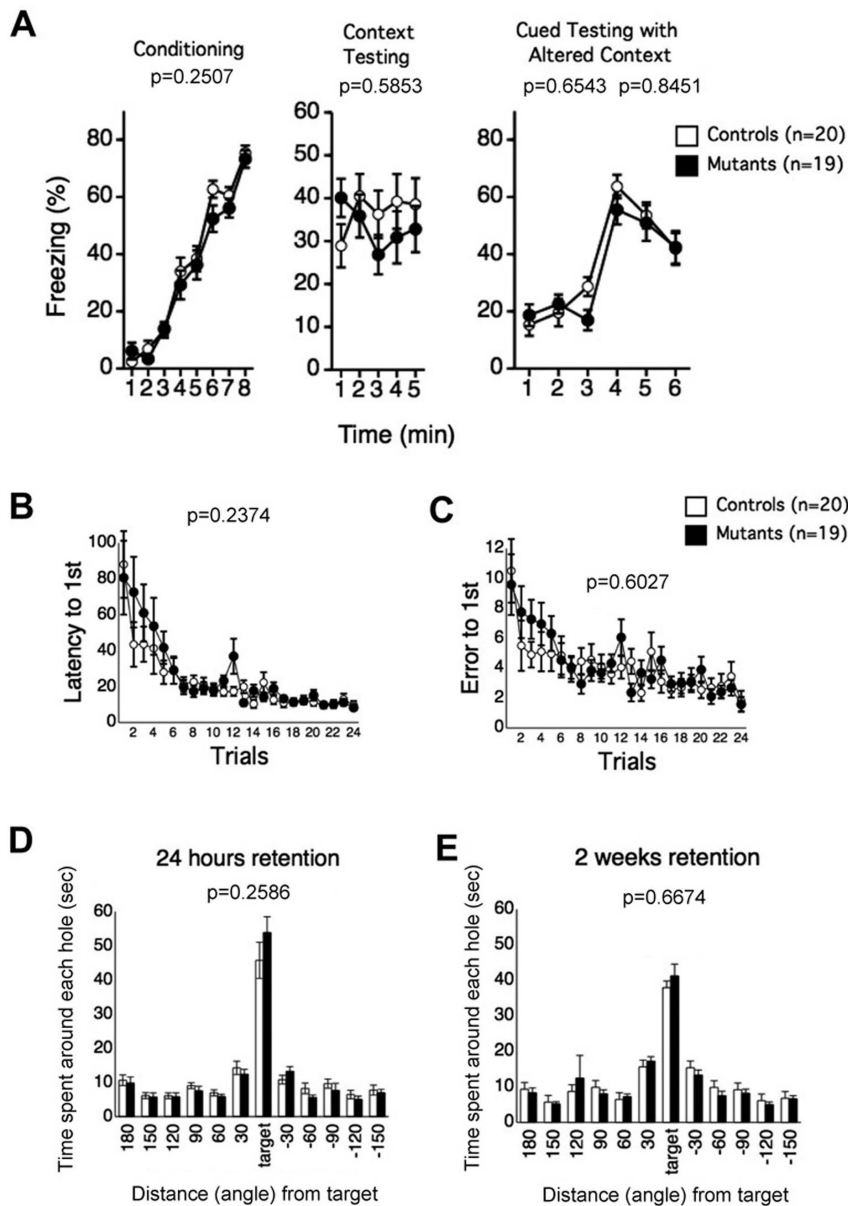 A
Conditioning
p=0.2507
Context
Testing
p=0.5853
Cued Testing with
Altered Context
p=0.6543 p=0.8451
Controls (n=20)
Mutants (n=19)
Freezing (%)
80
60
40
20
0
1 2 3 4 5 6 7 8
60
50
40
30
20
10
0
1 2 3 4 5
80
60
40
20
0
1 2 3 4 5 6
Time (min)
B
p=0.2374
Latency to 1st
100
80
60
40
20
0
2 4 6 8 10 12 14 16 18 20 22 24
Trials
C
Controls (n=20)
Mutants (n=19)
p=0.6027
Error to 1st
12
10
8
6
4
2
0
2 4 6 8 10 12 14 16 18 20 22 24
Trials
D
24 hours retention
p=0.2586
Time spent around each hole (sec)
60
50
40
30
20
10
0
180 150 120 90 60 30 target -30 -60 -90 -120 -150
Distance (angle) from target
E
2 weeks retention
p=0.6674
Time spent around each hole (sec)
60
50
40
30
20
10
0
180 150 120 90 60 30 target -30 -60 -90 -120 -150
Distance (angle) from target